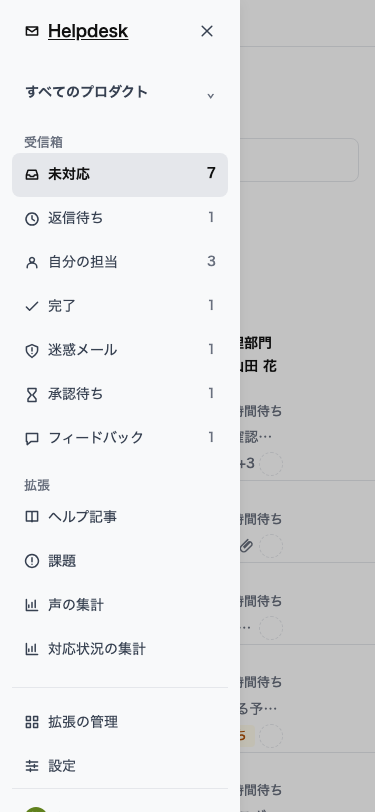 Helpdesk
すべてのプロダクト
受信箱
未対応 7
返信待ち 1
自分の担当 3
完了 1
迷惑メール 1
承認待ち 1
フィードバック 1
拡張
ヘルプ記事
課題
声の集計
対応状況の集計
拡張の管理
設定
部門
山田 花
時間待ち
確認…
+3
時間待ち
時間待ち
…
時間待ち
る予…
5
時間待ち